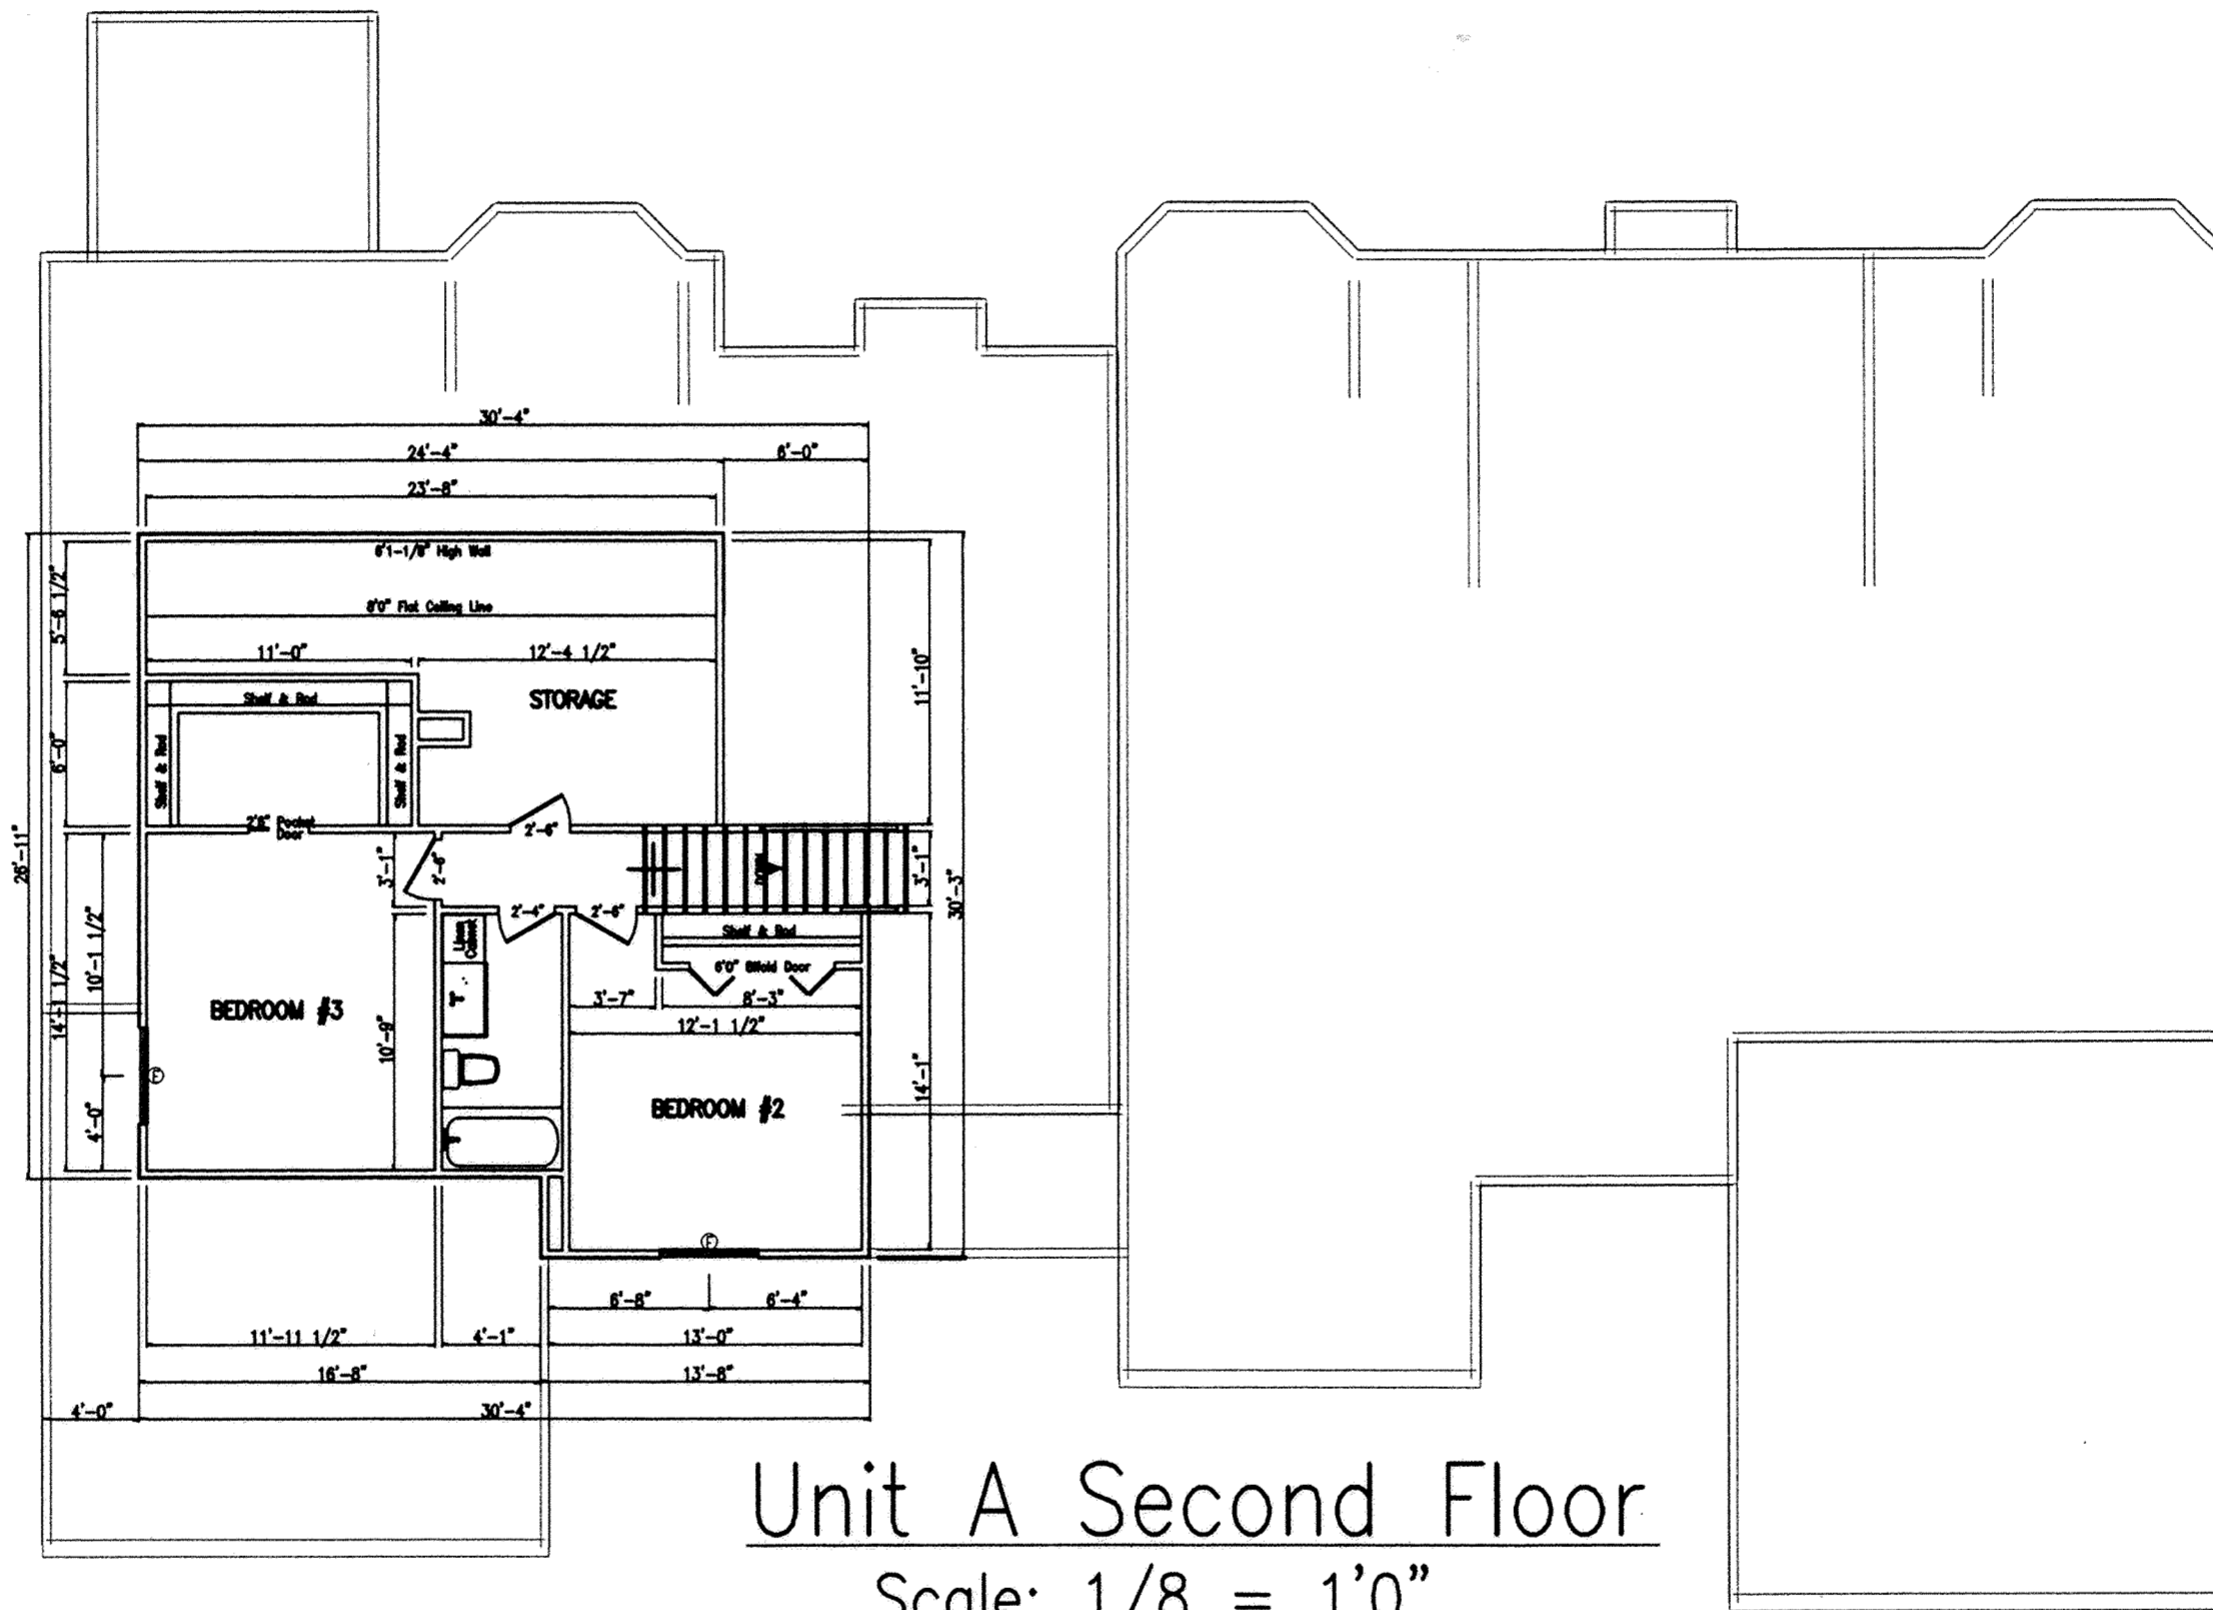 30'-4"
24'-4"
6'-0"
23'-8"
6'1-1/8" High Wall
8'0" Flat Ceiling Line
5'-6 1/2"
11'-0"
12'-4 1/2"
11'-10"
Shelf & Rod
STORAGE
6'-0"
Shelf & Rod
Shelf & Rod
2'6" Pocket
Door
2'-6"
26'-11"
3'-1"
2'-6"
DOWN
3'-1"
30'-3"
2'-4"
2'-6"
Linen
Cabinet
Shelf & Rod
6'0" Bifold Door
10'-1 1/2"
14'-1 1/2"
3'-7"
8'-3"
BEDROOM #3
12'-1 1/2"
10'-9"
F
14'-1"
4'-0"
BEDROOM #2
F
6'-8"
6'-4"
11'-11 1/2"
4'-1"
13'-0"
16'-8"
13'-8"
4'-0"
30'-4"
Unit A Second Floor
Scale: 1/8 = 1'0"